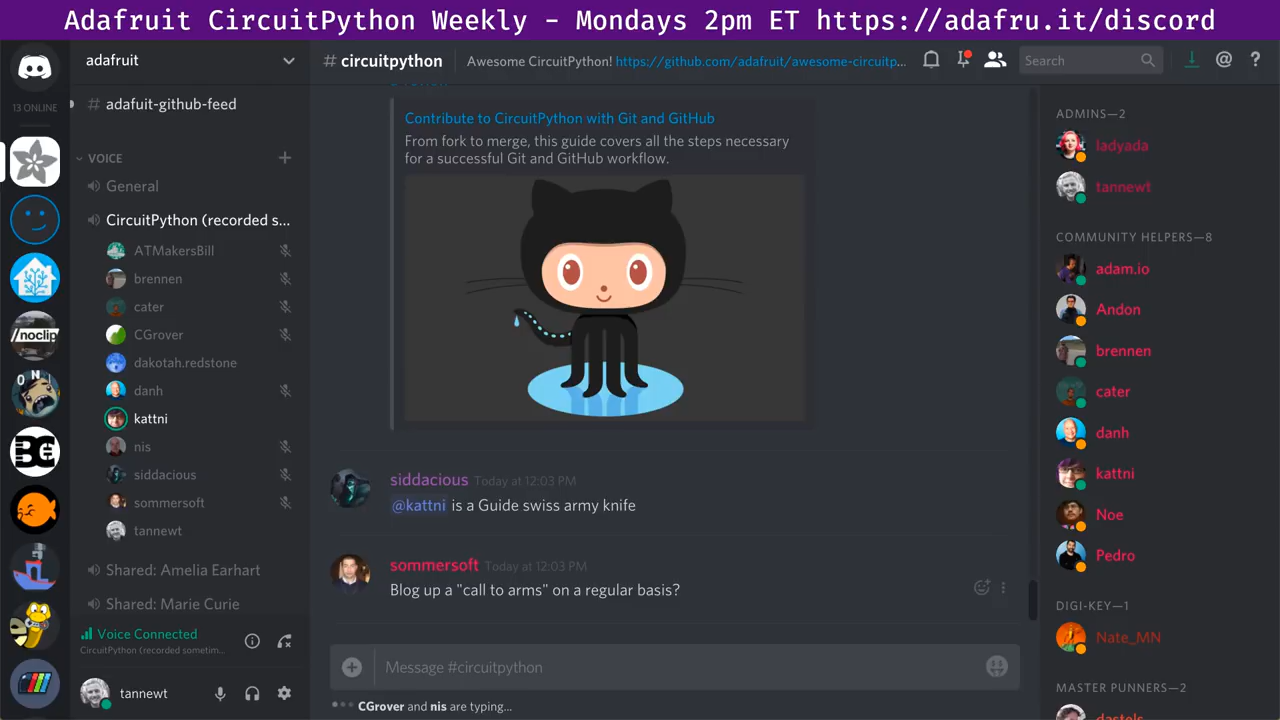 Adafruit CircuitPython Weekly - Mondays 2pm ET https://adafru.it/discord
13 ONLINE
/noclip
adafruit
# adafuit-github-feed
VOICE
General
CircuitPython (recorded s...
ATMakersBill
brennen
cater
CGrover
dakotah.redstone
danh
kattni
nis
siddacious
sommersoft
tannewt
Shared: Amelia Earhart
Shared: Marie Curie
Voice Connected
CircuitPython (recorded sometim...
tannewt
# circuitpython
Awesome CircuitPython! https://github.com/adafruit/awesome-circuitp...
Search
Contribute to CircuitPython with Git and GitHub
From fork to merge, this guide covers all the steps necessary
for a successful Git and GitHub workflow.
siddacious Today at 12:03 PM
@kattni is a Guide swiss army knife
sommersoft Today at 12:03 PM
Blog up a "call to arms" on a regular basis?
Message #circuitpython
CGrover and nis are typing...
ADMINS—2
ladyada
tannewt
COMMUNITY HELPERS—8
adam.io
Andon
brennen
cater
danh
kattni
Noe
Pedro
DIGI-KEY—1
Nate_MN
MASTER PUNNERS—2
dastels